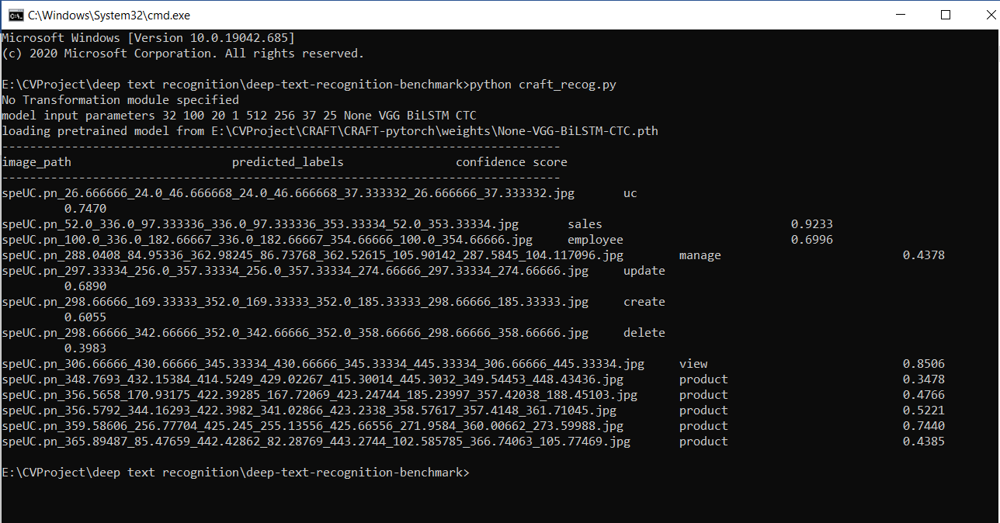 C:\Windows\System32\cmd.exe
Microsoft Windows [Version 10.0.19042.685]
(c) 2020 Microsoft Corporation. All rights reserved.
E:\CVProject\deep text recognition\deep-text-recognition-benchmark>python craft_recog.py
No Transformation module specified
model input parameters 32 100 20 1 512 256 37 25 None VGG BiLSTM CTC
loading pretrained model from E:\CVProject\CRAFT\CRAFT-pytorch\weights\None-VGG-BiLSTM-CTC.pth
--------------------------------------------------------------------------------
image_path predicted_labels confidence score
--------------------------------------------------------------------------------
speUC.pn_26.666666_24.0_46.666668_24.0_46.666668_37.333332_26.666666_37.333332.jpg uc
0.7470
speUC.pn_52.0_336.0_97.333336_336.0_97.333336_353.33334_52.0_353.33334.jpg sales 0.9233
speUC.pn_100.0_336.0_182.66667_336.0_182.66667_354.66666_100.0_354.66666.jpg employee 0.6996
speUC.pn_288.0408_84.95336_362.98245_86.73768_362.52615_105.90142_287.5845_104.117096.jpg manage 0.4378
speUC.pn_297.33334_256.0_357.33334_256.0_357.33334_274.66666_297.33334_274.66666.jpg update
0.6890
speUC.pn_298.66666_169.33333_352.0_169.33333_352.0_185.33333_298.66666_185.33333.jpg create
0.6055
speUC.pn_298.66666_342.66666_352.0_342.66666_352.0_358.66666_298.66666_358.66666.jpg delete
0.3983
speUC.pn_306.66666_430.66666_345.33334_430.66666_345.33334_445.33334_306.66666_445.33334.jpg view 0.8506
speUC.pn_348.7693_432.15384_414.5249_429.02267_415.30014_445.3032_349.54453_448.43436.jpg product 0.3478
speUC.pn_356.5658_170.93175_422.39285_167.72069_423.24744_185.23997_357.42038_188.45103.jpg product 0.4766
speUC.pn_356.5792_344.16293_422.3982_341.02866_423.2338_358.57617_357.4148_361.71045.jpg product 0.5221
speUC.pn_359.58606_256.77704_425.245_255.13556_425.66556_271.9584_360.00662_273.59988.jpg product 0.7440
speUC.pn_365.89487_85.47659_442.42862_82.28769_443.2744_102.585785_366.74063_105.77469.jpg product 0.4385
E:\CVProject\deep text recognition\deep-text-recognition-benchmark>